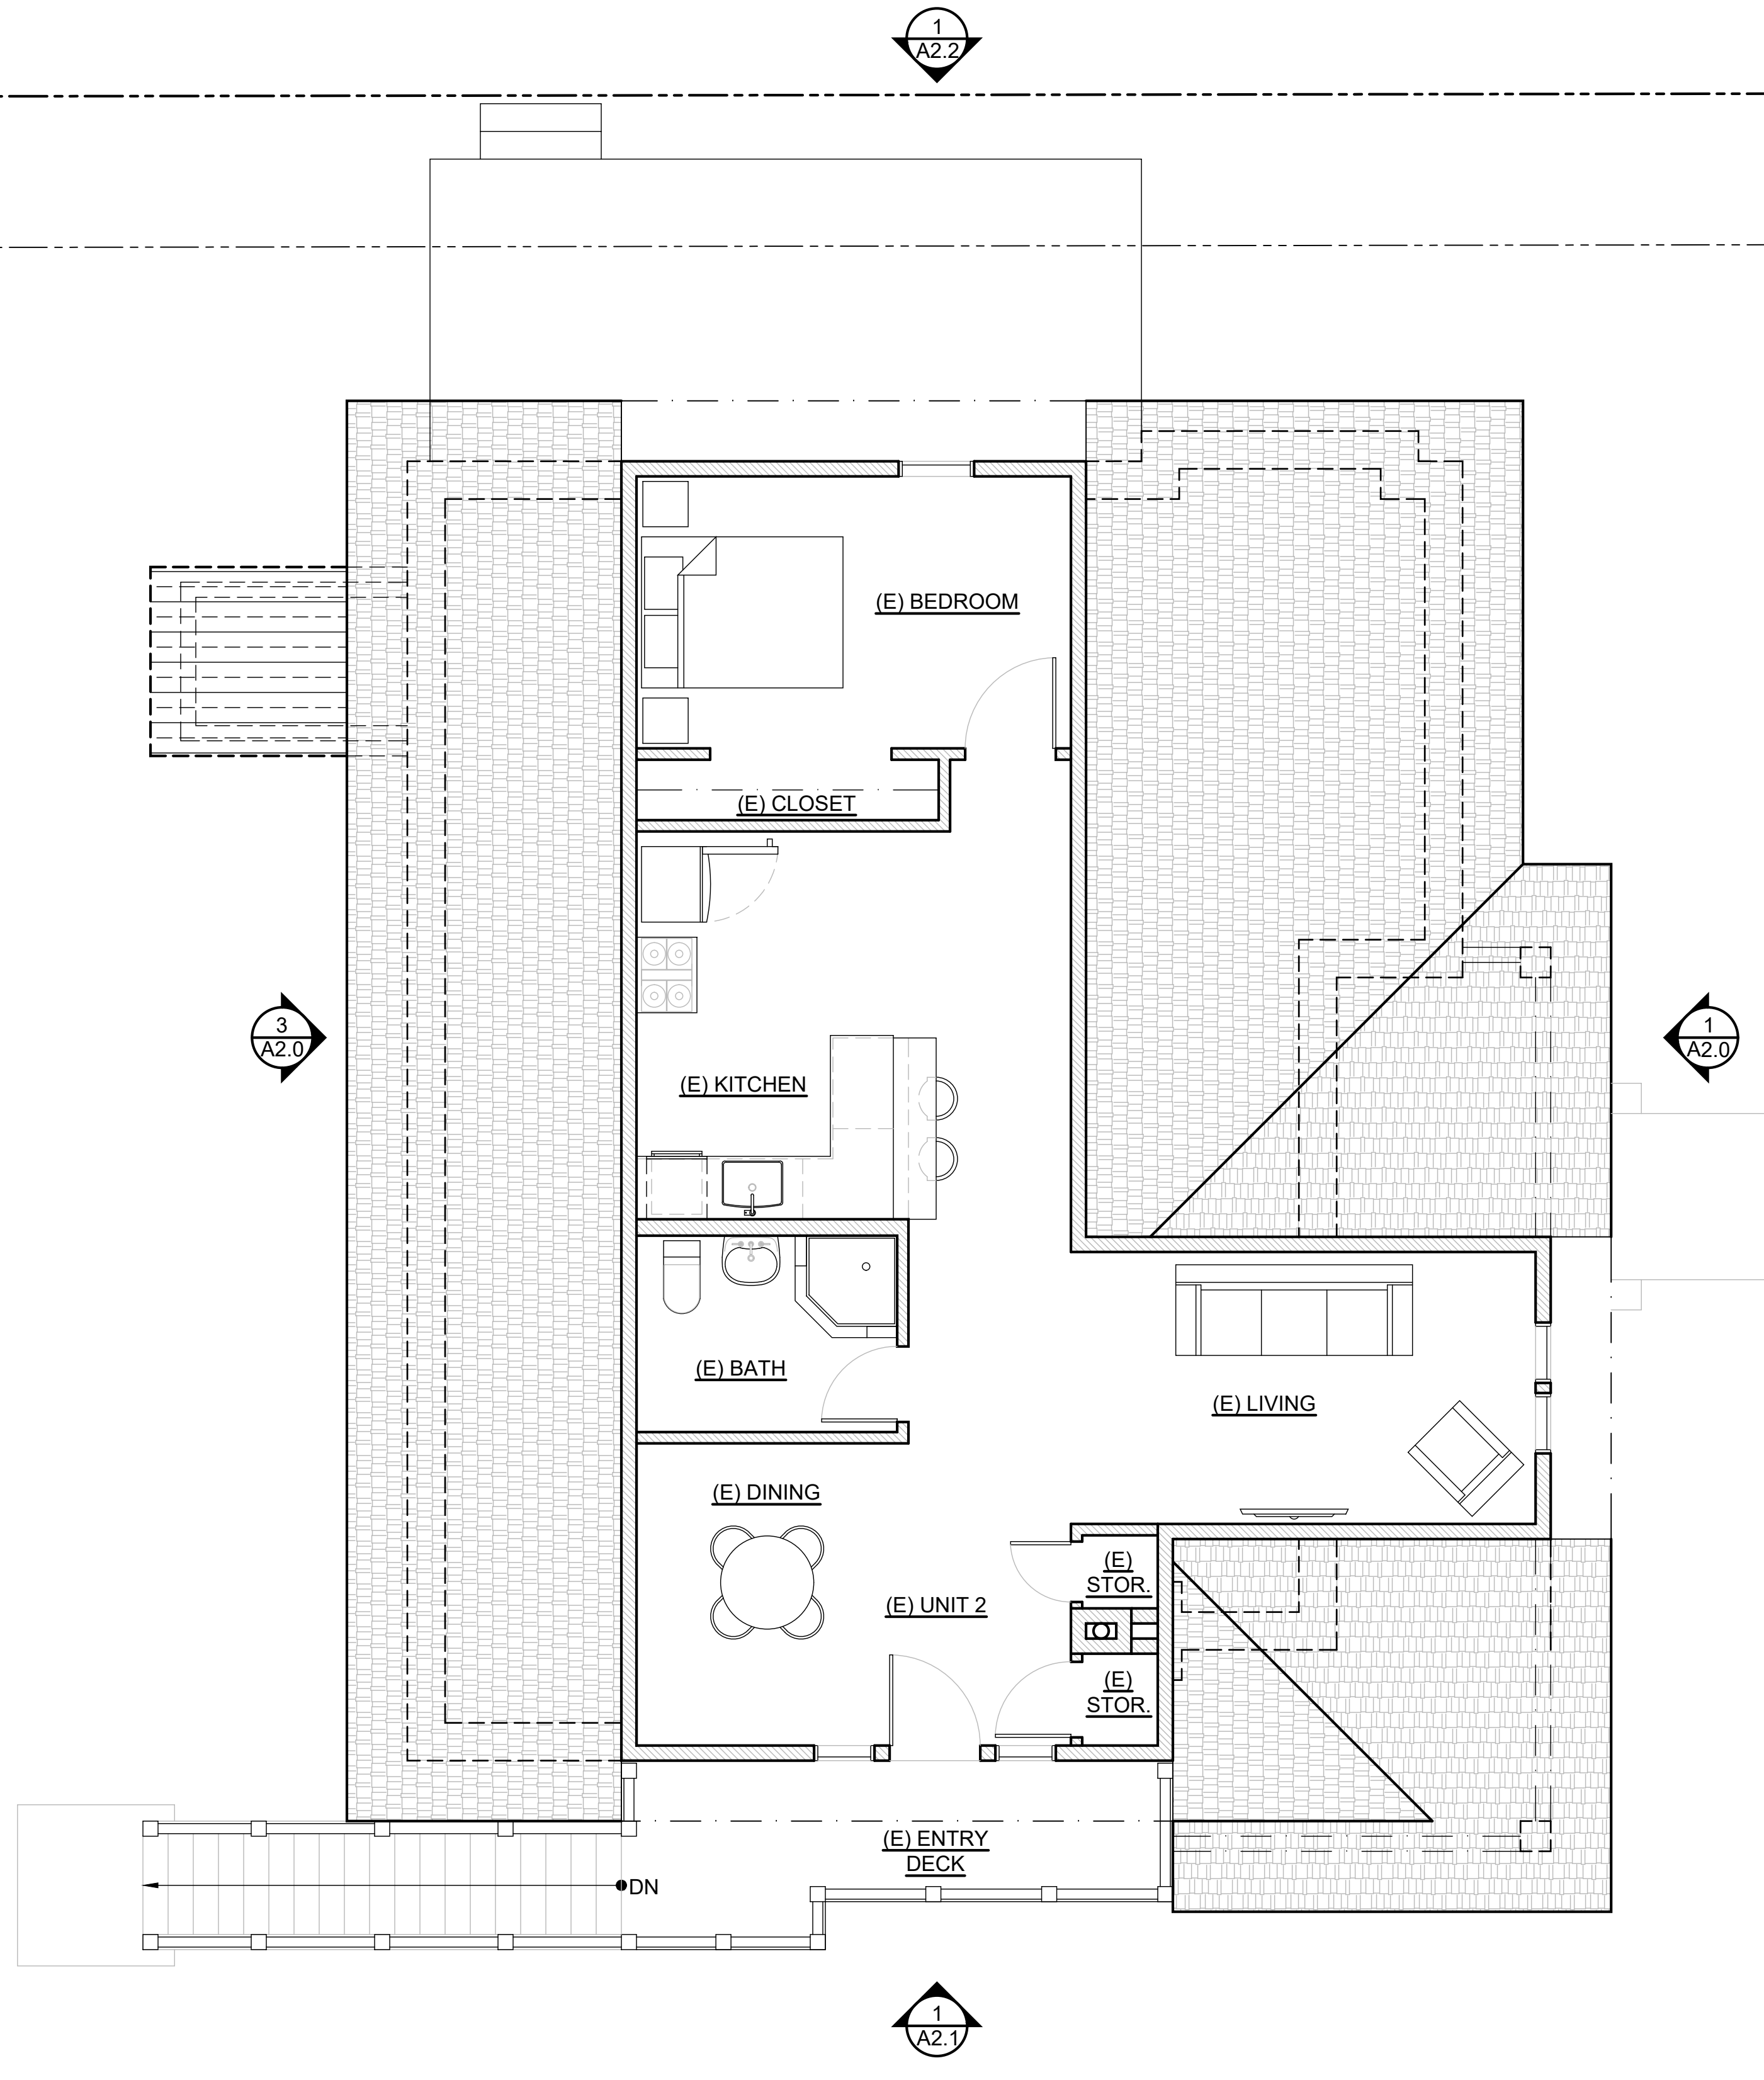 1
A2.2
(E) BEDROOM
(E) CLOSET
3
A2.0
(E) KITCHEN
1
A2.0
(E) BATH
(E) LIVING
(E) DINING
(E) UNIT 2
(E)
STOR.
(E)
STOR.
(E) ENTRY
DECK
DN
1
A2.1